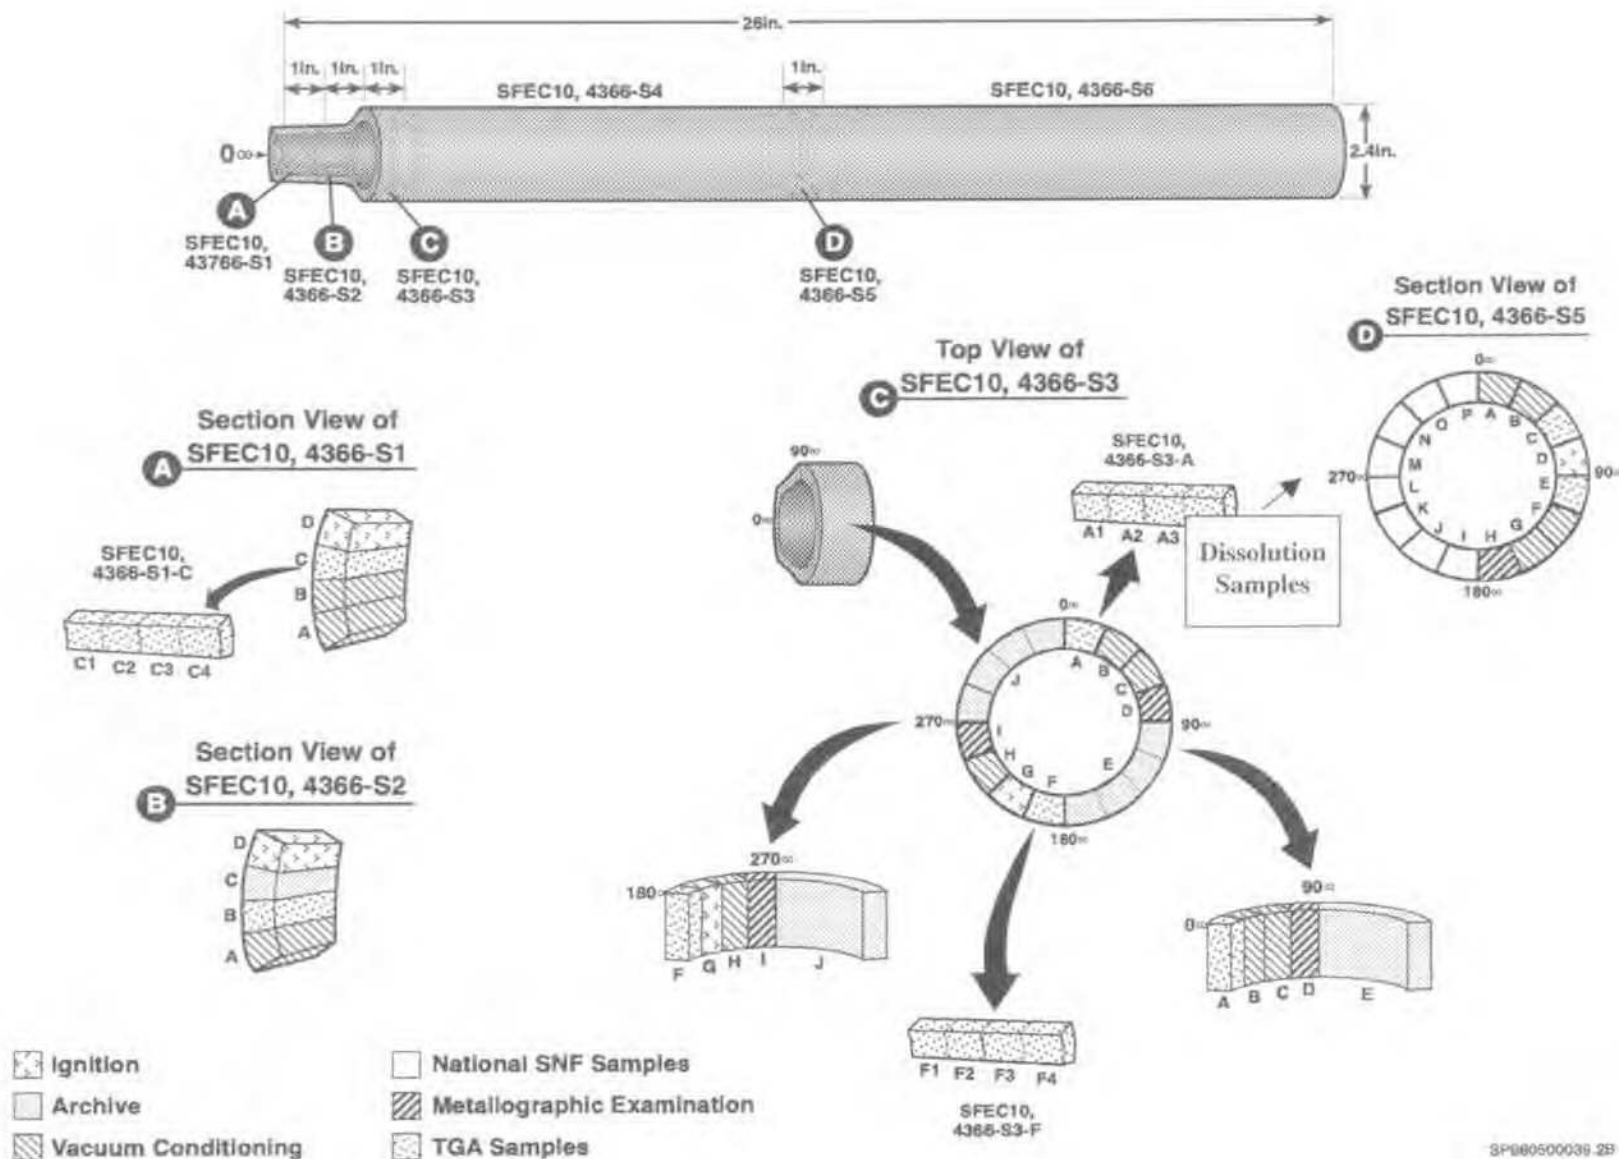 26in.
1in.
1in.
1in.
SFEC10, 4366-S4
1in.
SFEC10, 4366-S6
0∞
2.4in.
A
SFEC10,
43766-S1
B
SFEC10,
4366-S2
C
SFEC10,
4366-S3
D
SFEC10,
4366-S5
Section View of
SFEC10, 4366-S1
A
D
C
B
A
SFEC10,
4366-S1-C
C1 C2 C3 C4
Section View of
SFEC10, 4366-S2
B
D
C
B
A
Top View of
SFEC10, 4366-S3
C
90∞
0∞
SFEC10,
4366-S3-A
A1 A2 A3
Dissolution
Samples
Section View of
SFEC10, 4366-S5
D
0∞
P A B
O C
N D
M E
L F
K G
J I H
270∞
90∞
180∞
0∞
A
B
C
D
E
F
G
H
I
J
270∞
90∞
180∞
270∞
180∞
F G H I J
90∞
0∞
A B C D E
F1 F2 F3 F4
SFEC10,
4366-S3-F
Ignition
Archive
Vacuum Conditioning
National SNF Samples
Metallographic Examination
TGA Samples
SP980500039.2B